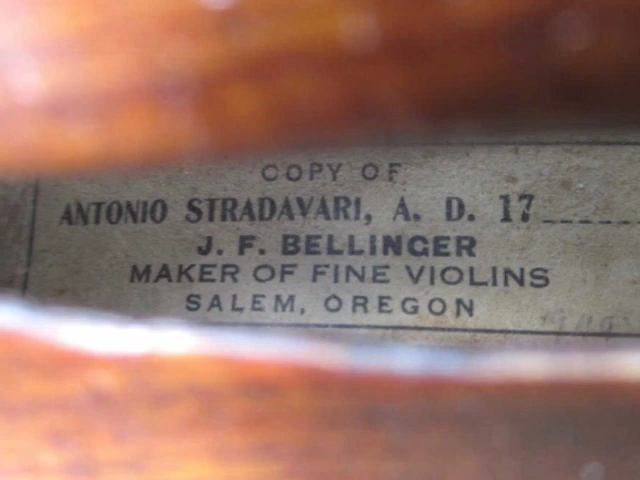 COPY OF
ANTONIO STRADAVARI, A. D. 17
J. F. BELLINGER
MAKER OF FINE VIOLINS
SALEM, OREGON